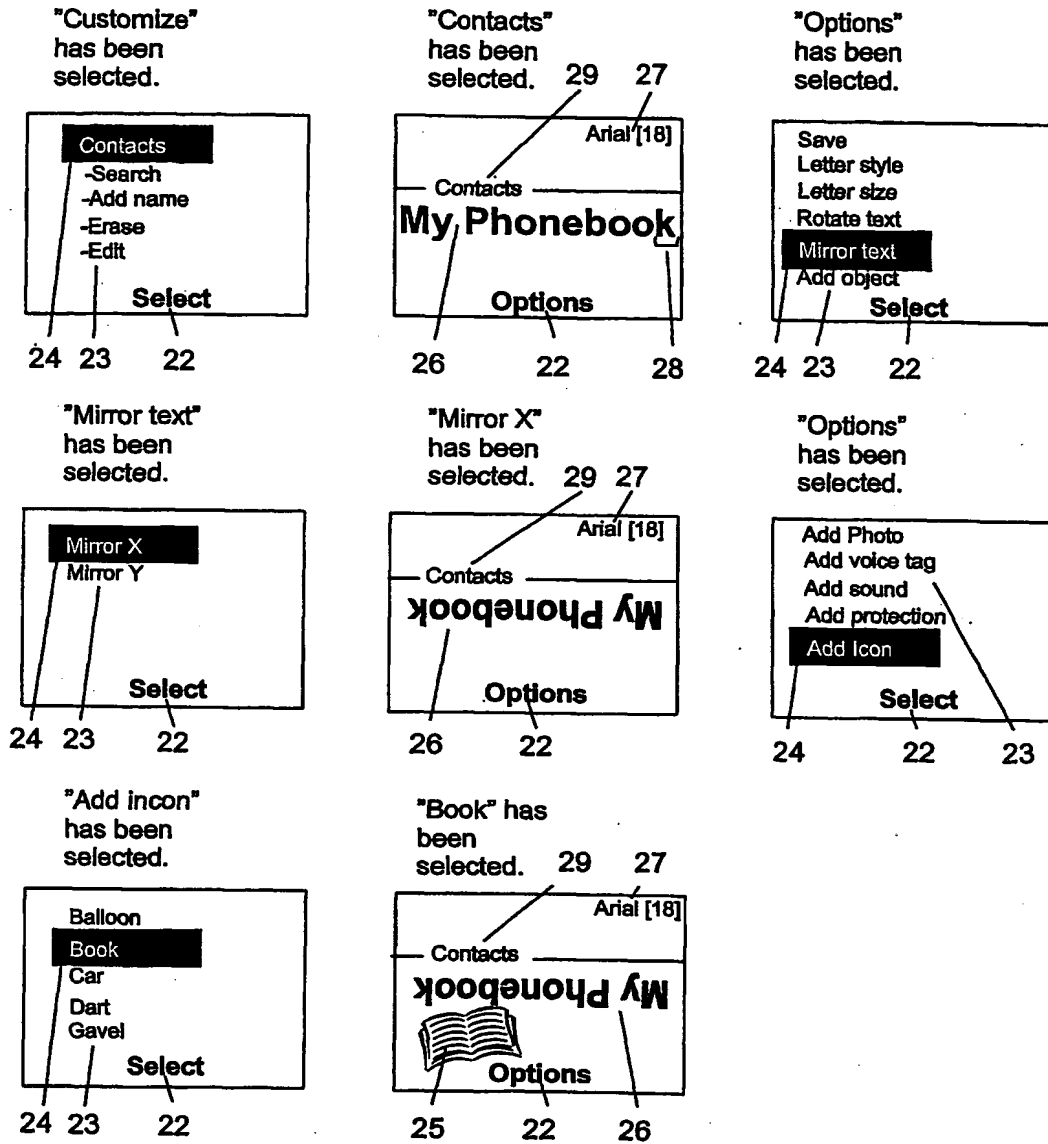 "Customize"
has been
selected.
Contacts
-Search
-Add name
-Erase
-Edit
Select
24 23 22
"Contacts"
has been
selected. 29 27
Arial [18]
Contacts
My Phonebook
Options
26 22 28
"Options"
has been
selected.
Save
Letter style
Letter size
Rotate text
Mirror text
Add object
Select
24 23 22
"Mirror text"
has been
selected.
Mirror X
Mirror Y
Select
24 23 22
"Mirror X"
has been
selected. 29 27
Arial [18]
Contacts
My Phonebook
Options
26 22
"Options"
has been
selected.
Add Photo
Add voice tag
Add sound
Add protection
Add Icon
Select
24 22 23
"Add incon"
has been
selected.
Balloon
Book
Car
Dart
Gavel
Select
24 23 22
"Book" has
been
selected. 29 27
Arial [18]
Contacts
My Phonebook
Options
25 22 26